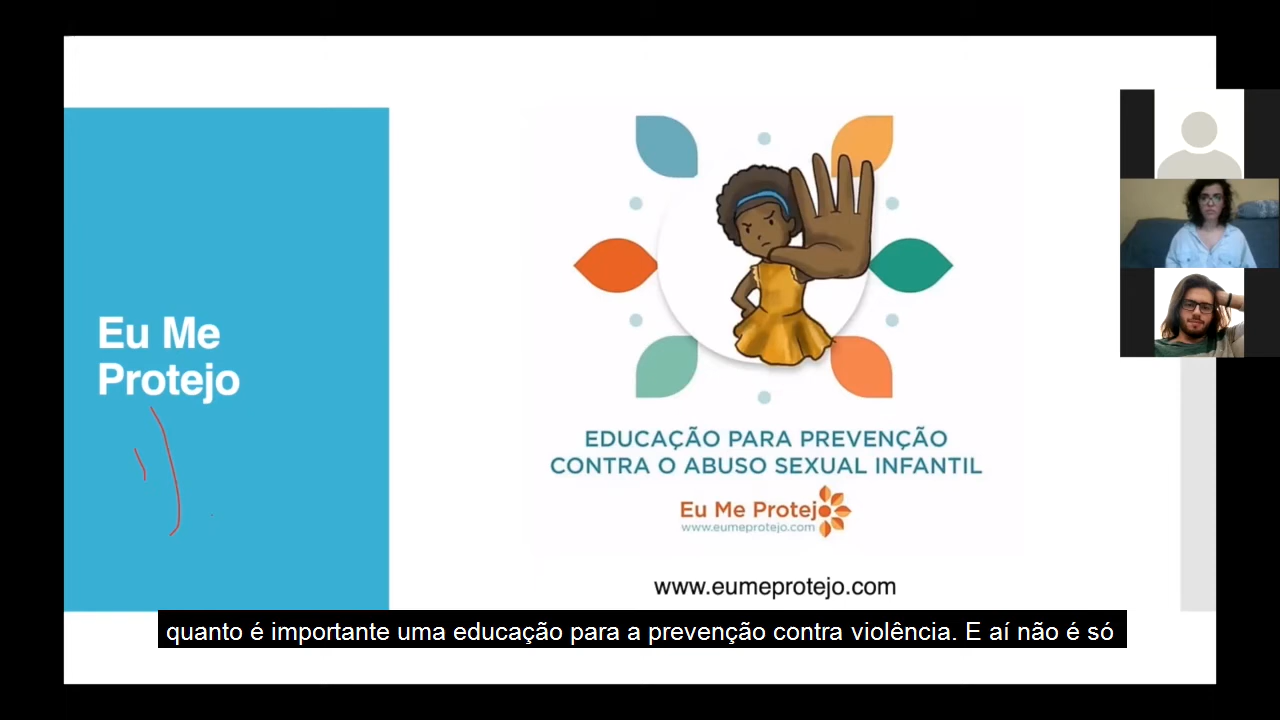 Eu Me
Protejo
EDUCAÇÃO PARA PREVENÇÃO
CONTRA O ABUSO SEXUAL INFANTIL
Eu Me Protejo
www.eumeprotejo.com
www.eumeprotejo.com
quanto é importante uma educação para a prevenção contra violência. E aí não é só